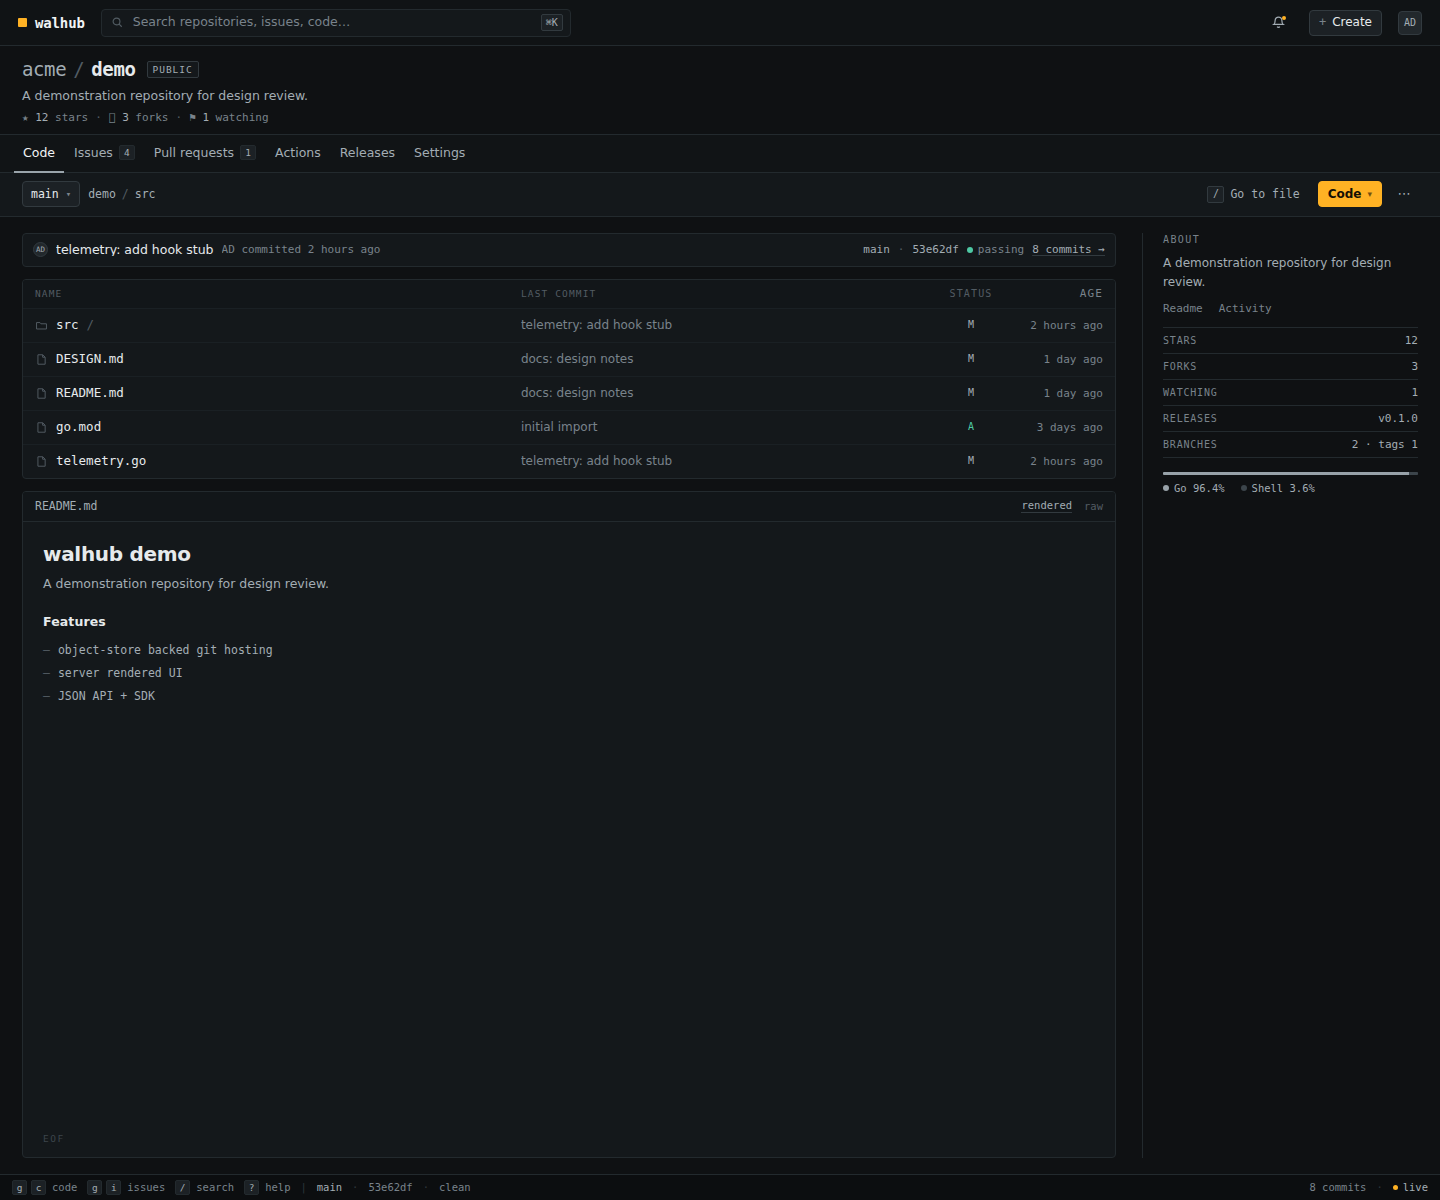 walhub Search repositories, issues, code... ⌘K + Create AD
acme / demo PUBLIC
A demonstration repository for design review.
★ 12 stars · 3 forks · ⚑ 1 watching
Code Issues 4 Pull requests 1 Actions Releases Settings
main ▾ demo / src / Go to file Code ▾ ⋯
AD telemetry: add hook stub AD committed 2 hours ago main · 53e62df ● passing 8 commits →
NAME LAST COMMIT STATUS AGE
src / telemetry: add hook stub M 2 hours ago
DESIGN.md docs: design notes M 1 day ago
README.md docs: design notes M 1 day ago
go.mod initial import A 3 days ago
telemetry.go telemetry: add hook stub M 2 hours ago
README.md rendered raw
walhub demo
A demonstration repository for design review.
Features
— object-store backed git hosting
— server rendered UI
— JSON API + SDK
EOF
ABOUT
A demonstration repository for design
review.
Readme Activity
STARS 12
FORKS 3
WATCHING 1
RELEASES v0.1.0
BRANCHES 2 · tags 1
Go 96.4% Shell 3.6%
g c code g i issues / search ? help | main · 53e62df · clean 8 commits · ● live